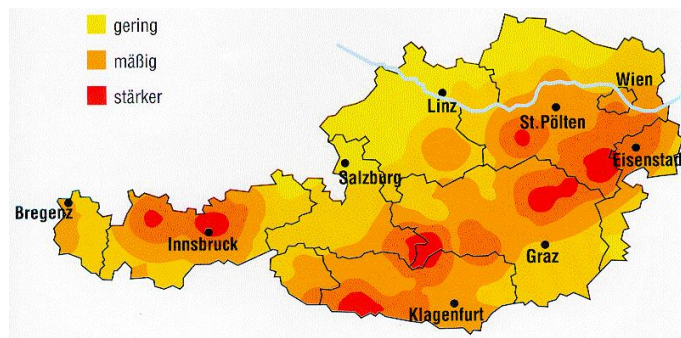 gering
mäßig
stärker
Wien
Linz
St.Pölten
Eisenstad
Salzburg
Bregenz
Innsbruck
Graz
Klagenfurt